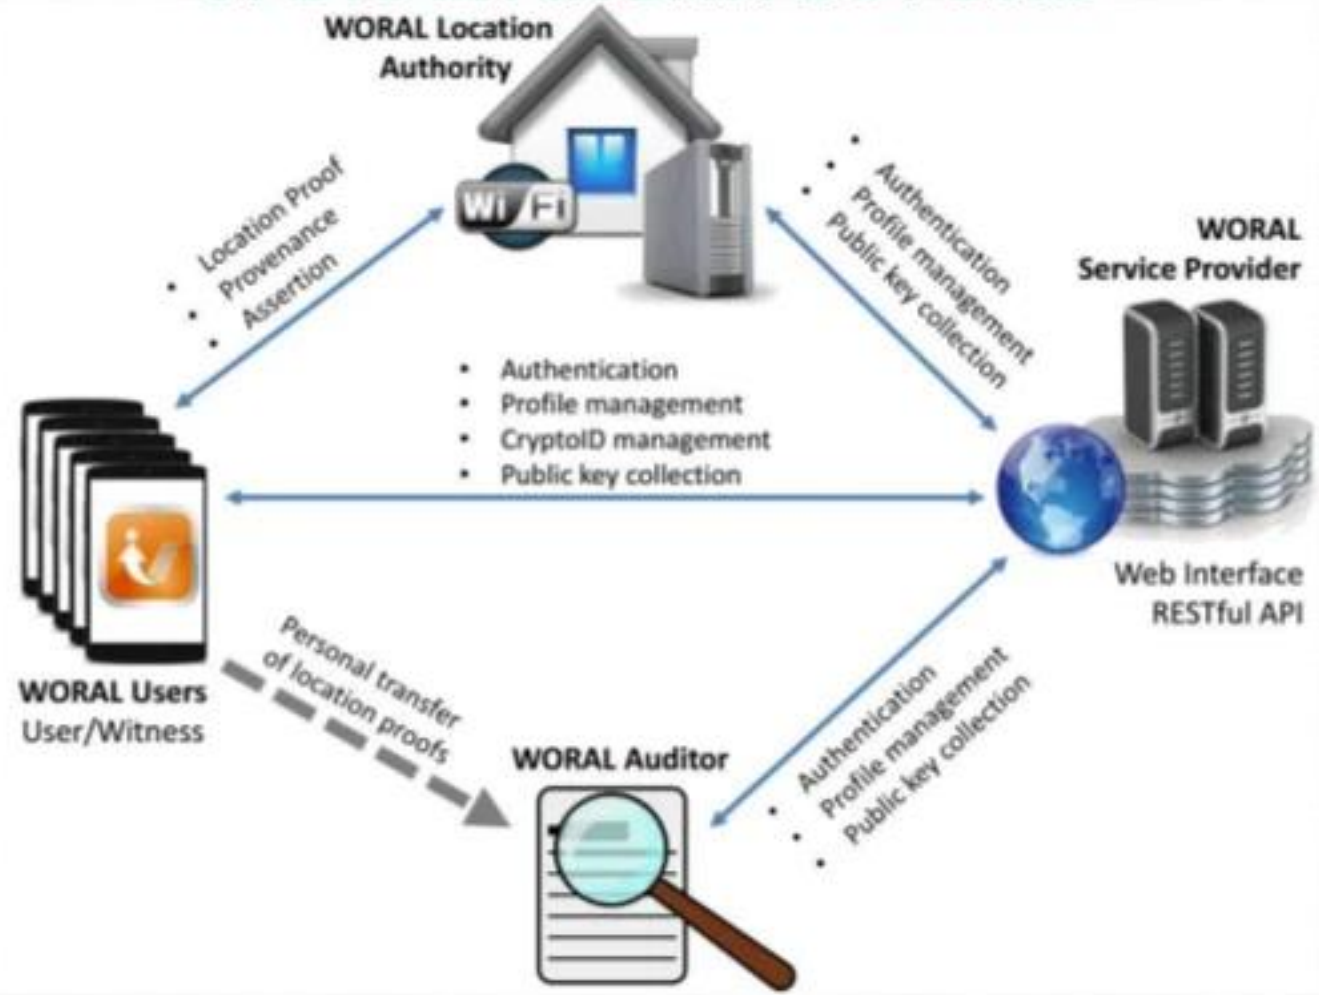 WORAL Location
Authority
Wi Fi
• Location Proof
• Provenance
• Assertion
• Authentication
• Profile management
• Public key collection
WORAL
Service Provider
• Authentication
• Profile management
• CryptoID management
• Public key collection
Web Interface
RESTful API
WORAL Users
User/Witness
Personal transfer
of location proofs
WORAL Auditor
• Authentication
• Profile management
• Public key collection